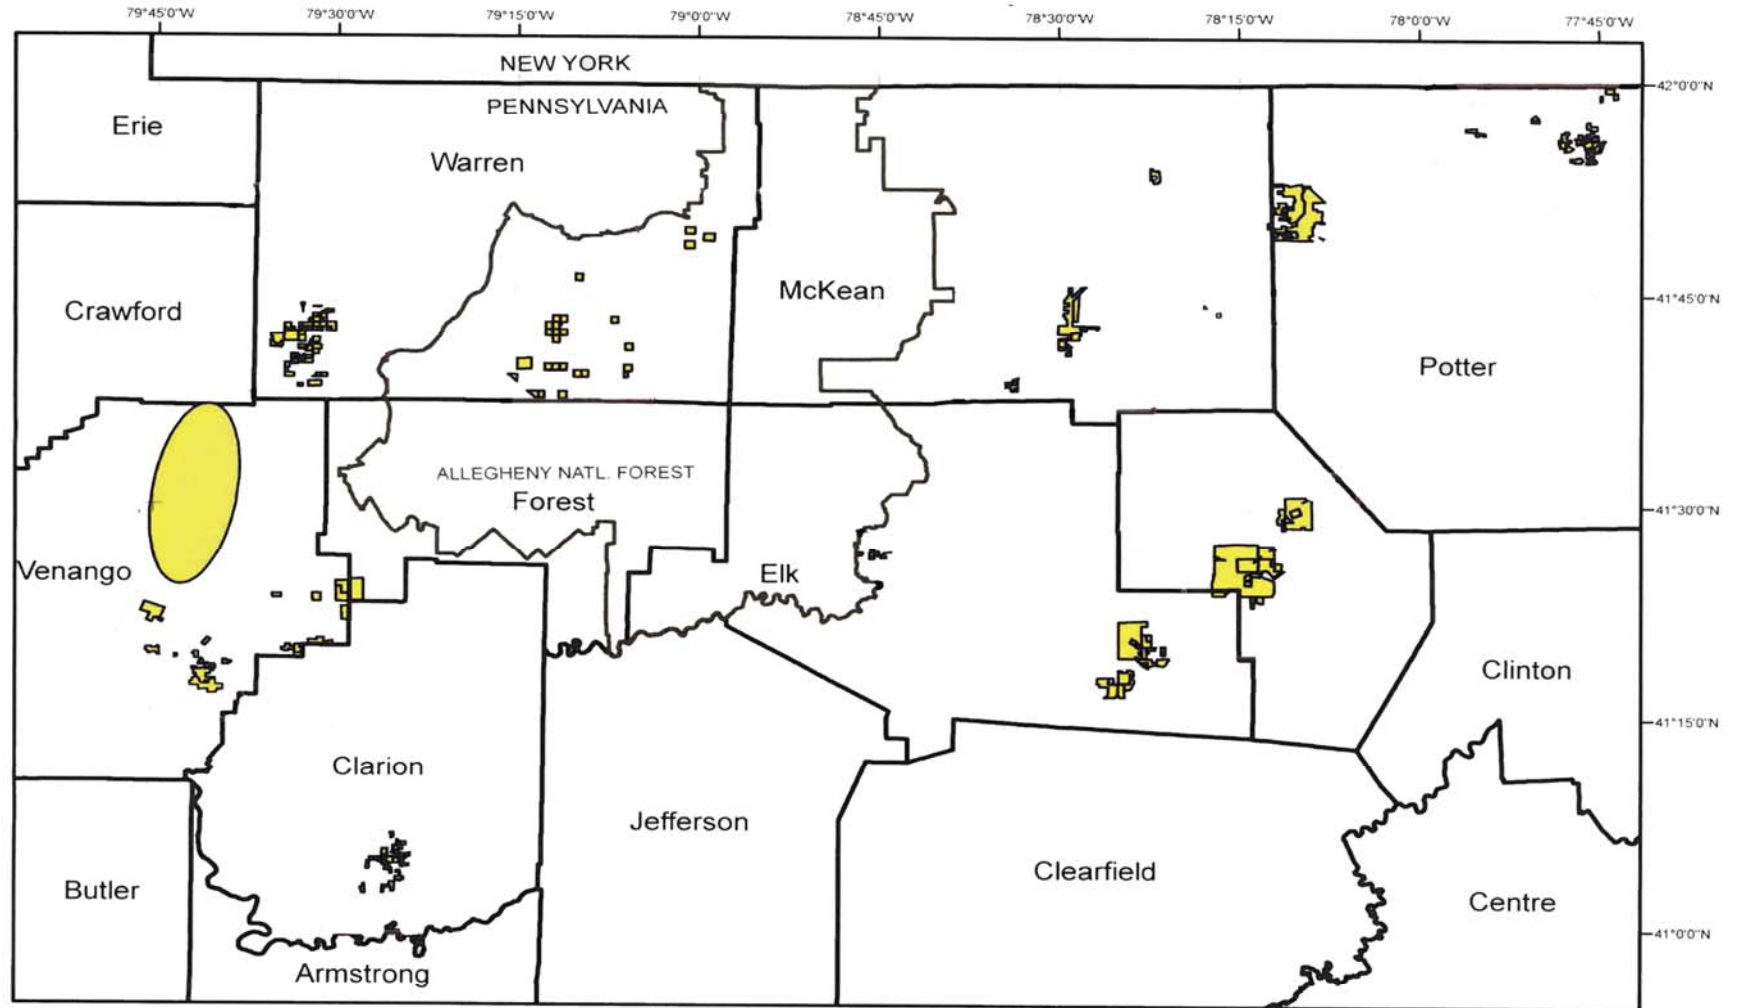 79°45'0"W 79°30'0"W 79°15'0"W 79°0'0"W 78°45'0"W 78°30'0"W 78°15'0"W 78°0'0"W 77°45'0"W
NEW YORK
42°0'0"N
PENNSYLVANIA
Erie
Warren
McKean
41°45'0"N
Crawford
Potter
ALLEGHENY NATL. FOREST
Forest
41°30'0"N
Venango
Elk
Clinton
41°15'0"N
Clarion
Jefferson
Clearfield
Butler
Centre
41°0'0"N
Armstrong